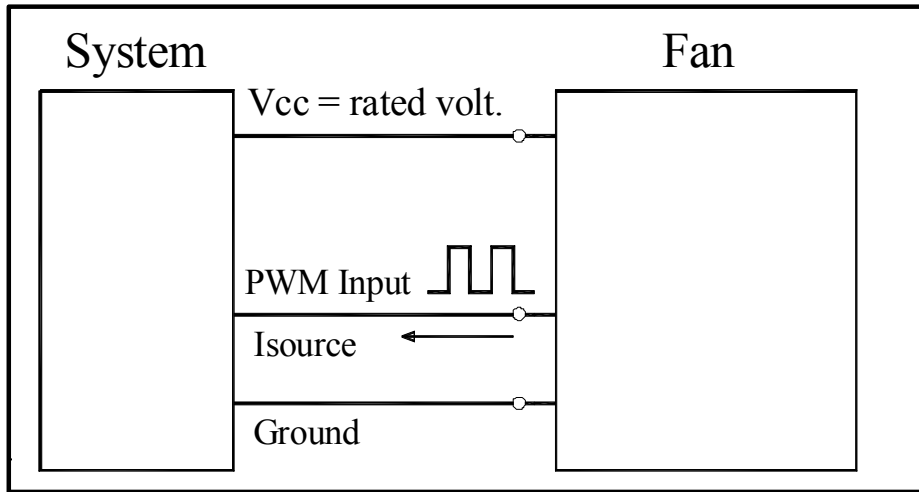 System
Fan
Vcc = rated volt.
PWM Input
Isource
Ground